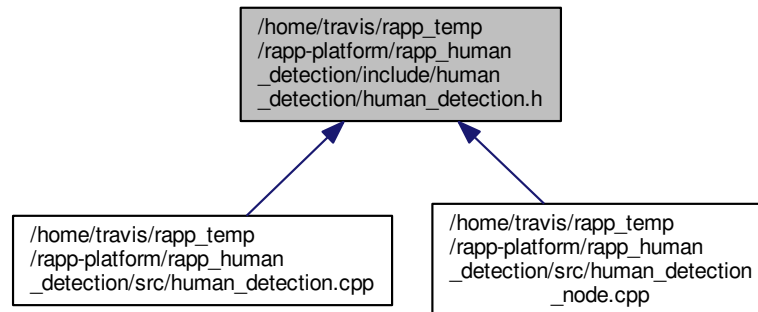 /home/travis/rapp_temp
/rapp-platform/rapp_human
_detection/include/human
_detection/human_detection.h
/home/travis/rapp_temp
/rapp-platform/rapp_human
_detection/src/human_detection.cpp
/home/travis/rapp_temp
/rapp-platform/rapp_human
_detection/src/human_detection
_node.cpp